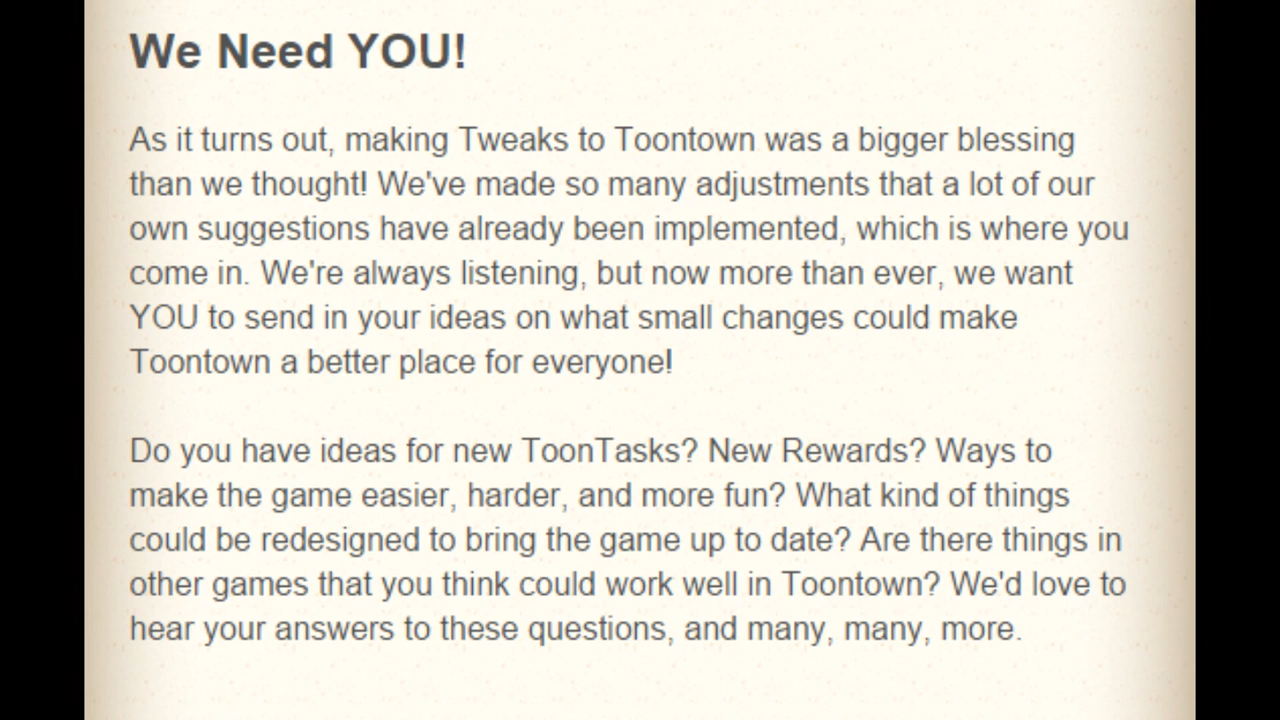 We Need YOU!
As it turns out, making Tweaks to Toontown was a bigger blessing
than we thought! We've made so many adjustments that a lot of our
own suggestions have already been implemented, which is where you
come in. We're always listening, but now more than ever, we want
YOU to send in your ideas on what small changes could make
Toontown a better place for everyone!
Do you have ideas for new ToonTasks? New Rewards? Ways to
make the game easier, harder, and more fun? What kind of things
could be redesigned to bring the game up to date? Are there things in
other games that you think could work well in Toontown? We'd love to
hear your answers to these questions, and many, many, more.